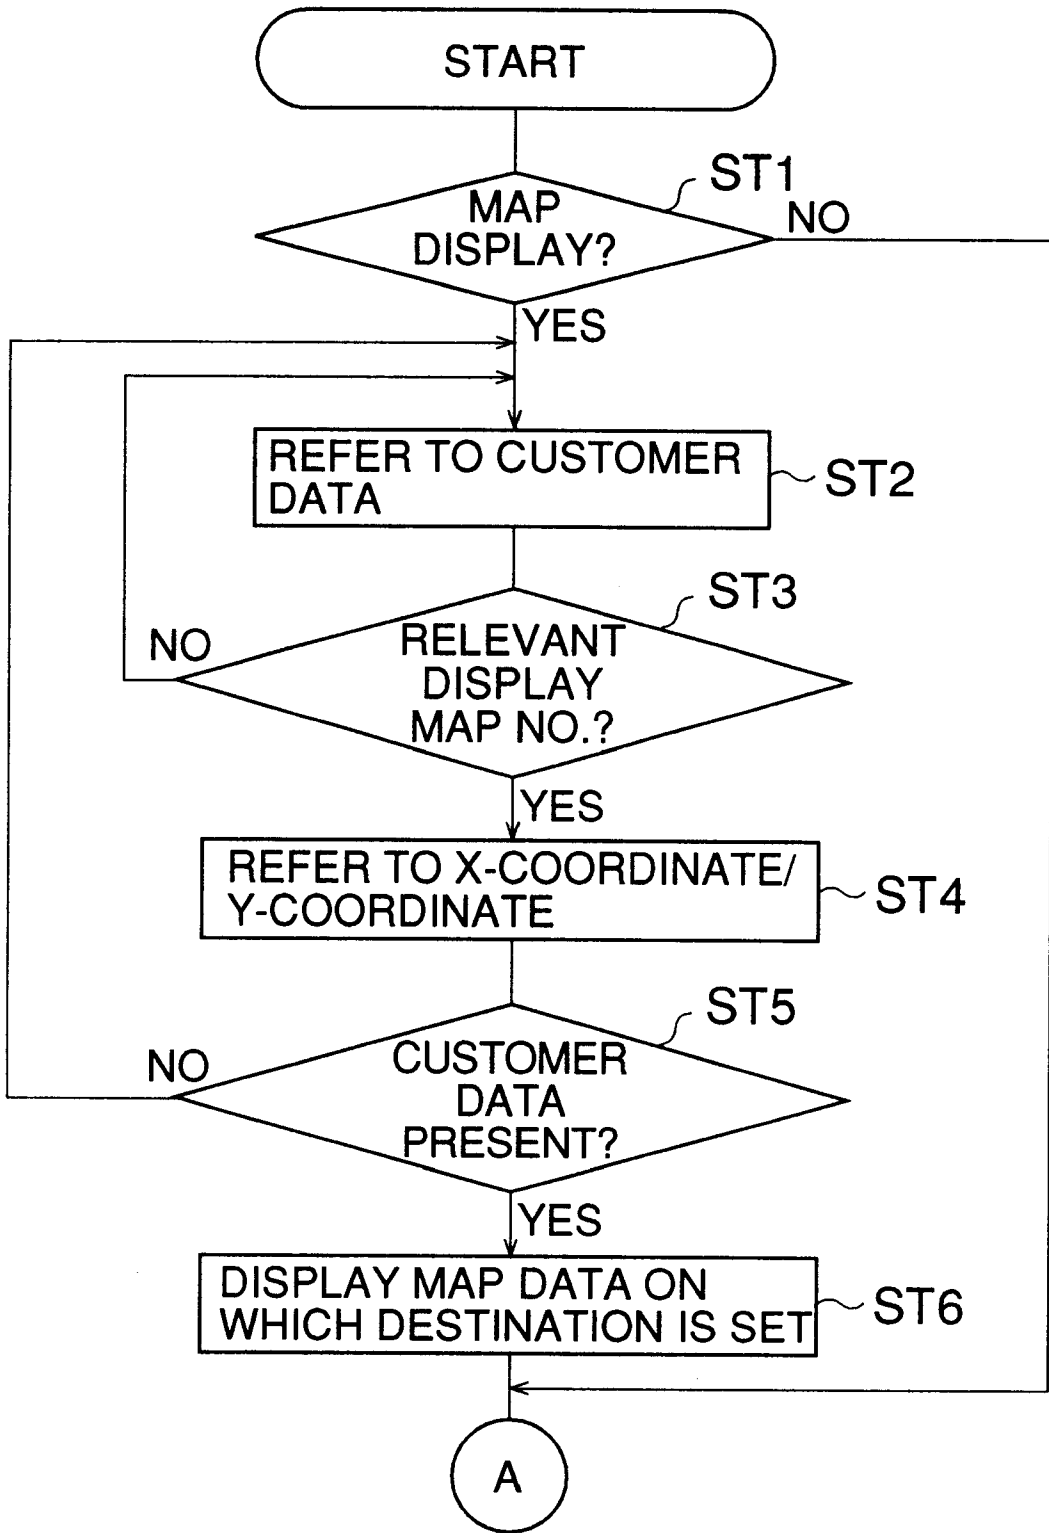 START
ST1
MAP
DISPLAY?
NO
YES
REFER TO CUSTOMER
DATA
ST2
ST3
RELEVANT
DISPLAY
MAP NO.?
NO
YES
REFER TO X-COORDINATE/
Y-COORDINATE
ST4
ST5
CUSTOMER
DATA
PRESENT?
NO
YES
DISPLAY MAP DATA ON
WHICH DESTINATION IS SET
ST6
A